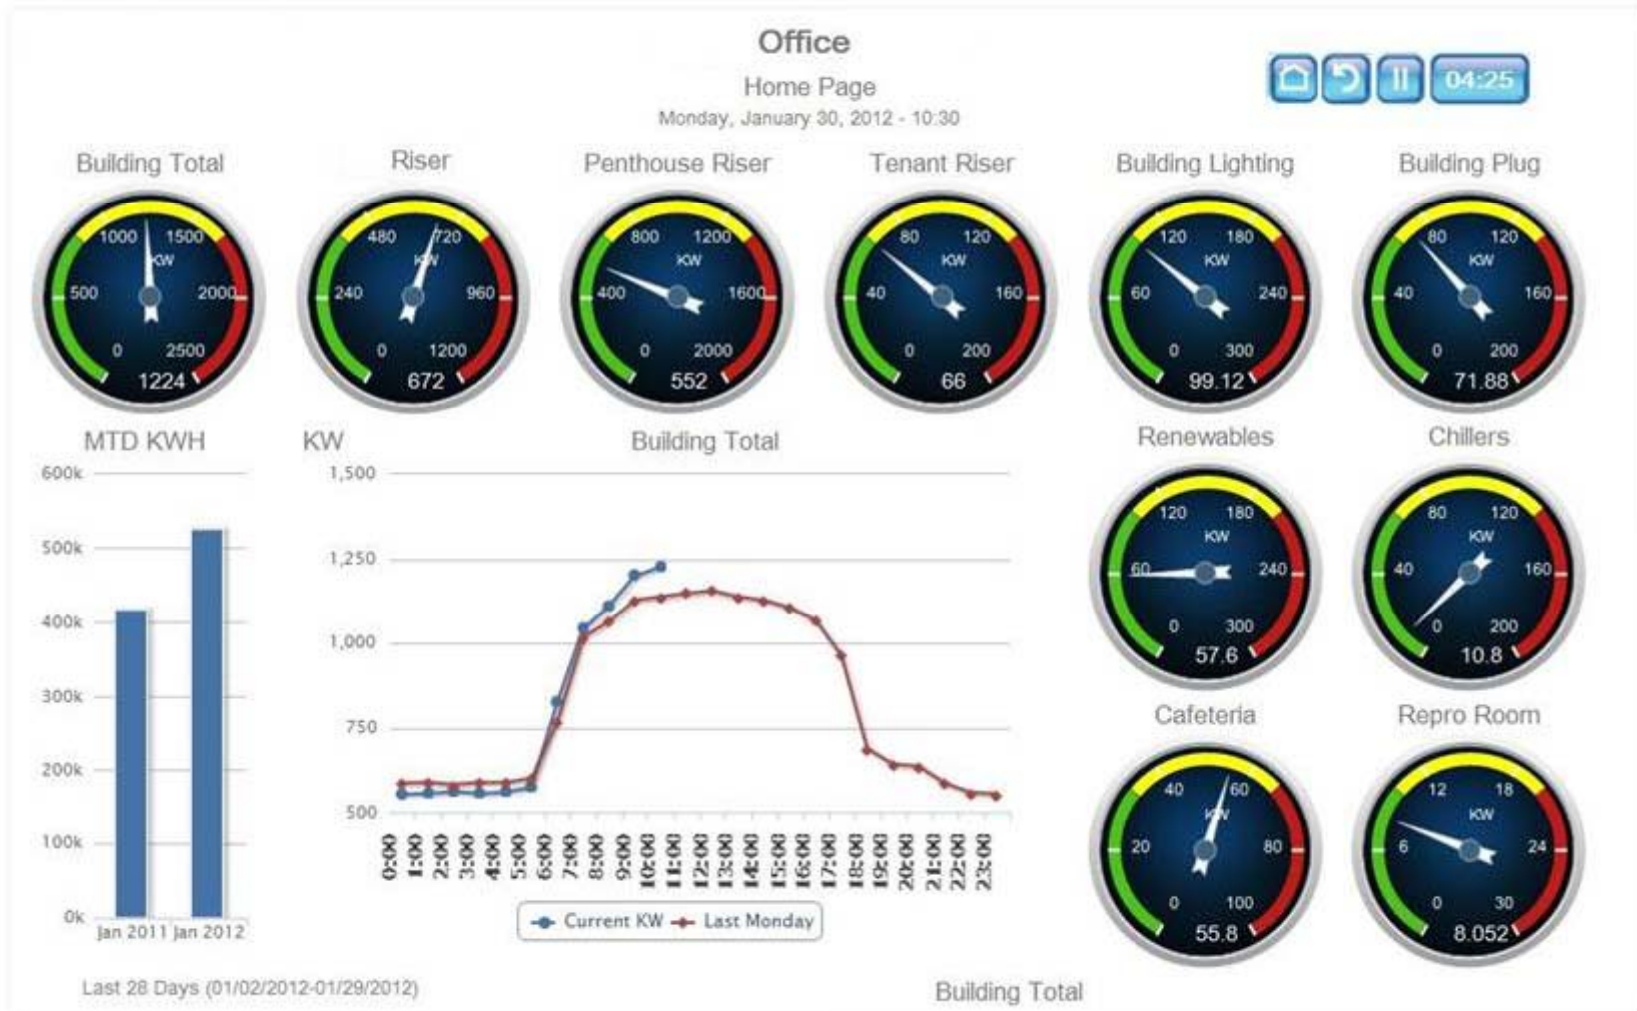 Office
Home Page
Monday, January 30, 2012 - 10:30
04:25
Building Total
1000 1500
KW
500 2000
0 2500
1224
Riser
480 720
KW
240 960
0 1200
672
Penthouse Riser
800 1200
KW
400 1600
0 2000
552
Tenant Riser
80 120
KW
40 160
0 200
66
Building Lighting
120 180
KW
60 240
0 300
99.12
Building Plug
80 120
KW
40 160
0 200
71.88
MTD KWH
600k
500k
400k
300k
200k
100k
0k
Jan 2011 Jan 2012
KW
Building Total
1,500
1,250
1,000
750
500
0:00 1:00 2:00 3:00 4:00 5:00 6:00 7:00 8:00 9:00 10:00 11:00 12:00 13:00 14:00 15:00 16:00 17:00 18:00 19:00 20:00 21:00 22:00 23:00
Current KW Last Monday
Renewables
120 180
KW
60 240
0 300
57.6
Chillers
80 120
KW
40 160
0 200
10.8
Cafeteria
40 60
KW
20 80
0 100
55.8
Repro Room
12 18
KW
6 24
0 30
8.052
Last 28 Days (01/02/2012-01/29/2012)
Building Total